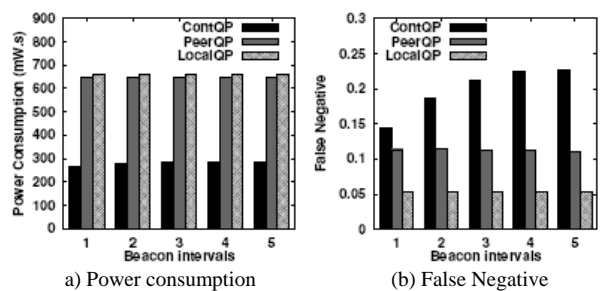 900
800
700
600
500
400
300
200
100
0
Power Consumption (mW.s)
ContQP
PeerQP
LocalQP
1 2 3 4 5
Beacon intervals
a) Power consumption
0.3
0.25
0.2
0.15
0.1
0.05
0
False Negative
ContQP
PeerQP
LocalQP
1 2 3 4 5
Beacon intervals
(b) False Negative